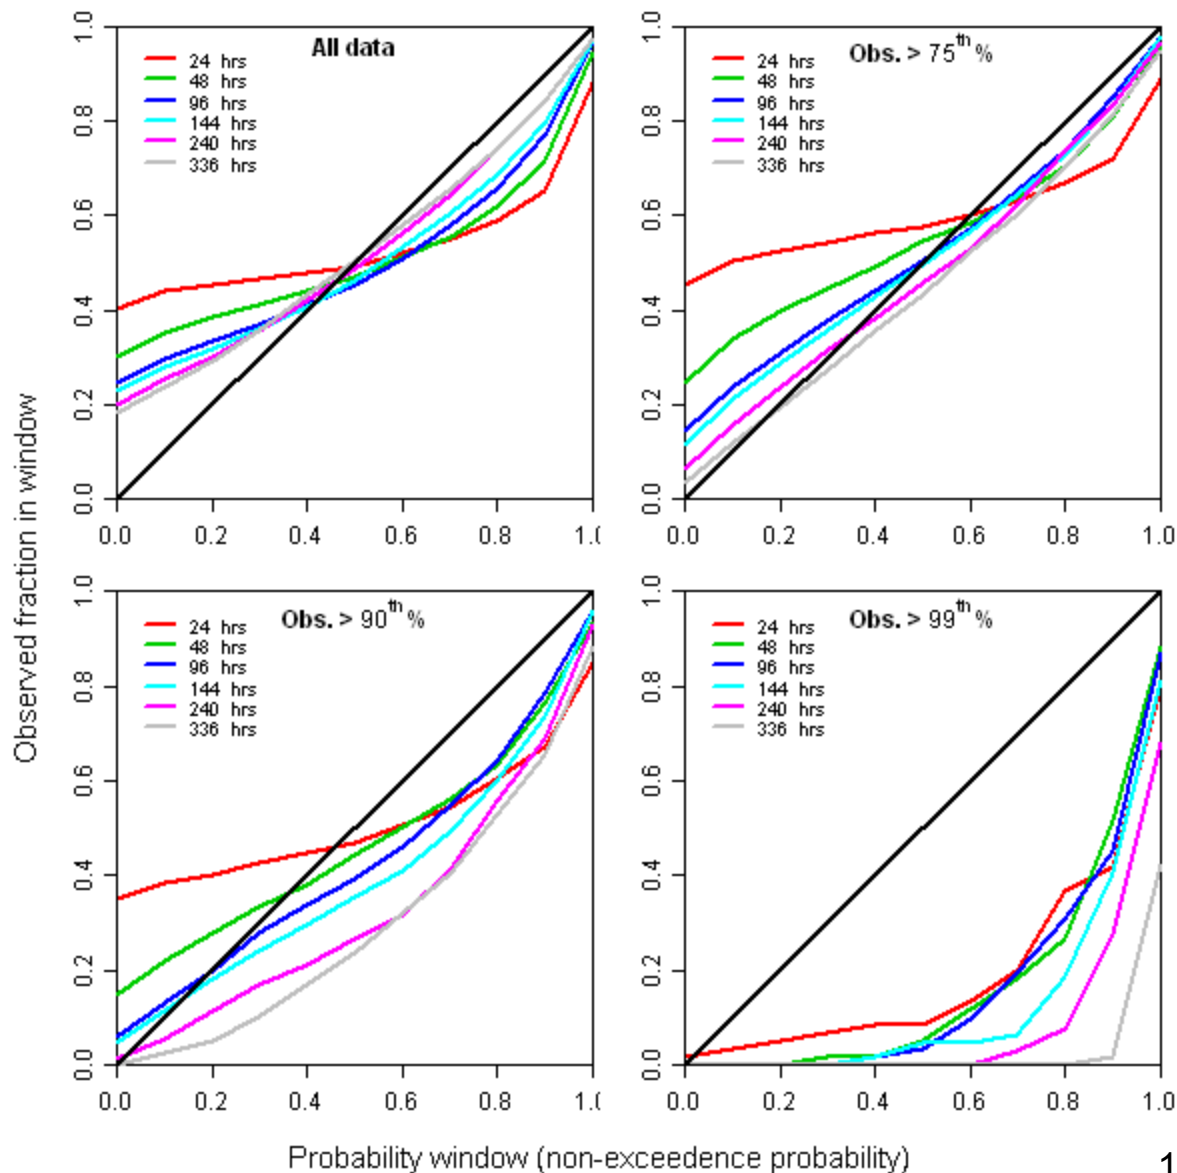 All data
24 hrs
48 hrs
96 hrs
144 hrs
240 hrs
336 hrs
1.0
0.8
0.6
0.4
0.2
0.0
0.0 0.2 0.4 0.6 0.8 1.0
Obs. > 75th %
24 hrs
48 hrs
96 hrs
144 hrs
240 hrs
336 hrs
1.0
0.8
0.6
0.4
0.2
0.0
0.0 0.2 0.4 0.6 0.8 1.0
Observed fraction in window
Obs. > 90th %
24 hrs
48 hrs
96 hrs
144 hrs
240 hrs
336 hrs
1.0
0.8
0.6
0.4
0.2
0.0
0.0 0.2 0.4 0.6 0.8 1.0
Obs. > 99th %
24 hrs
48 hrs
96 hrs
144 hrs
240 hrs
336 hrs
1.0
0.8
0.6
0.4
0.2
0.0
0.0 0.2 0.4 0.6 0.8 1.0
Probability window (non-exceedence probability)
1